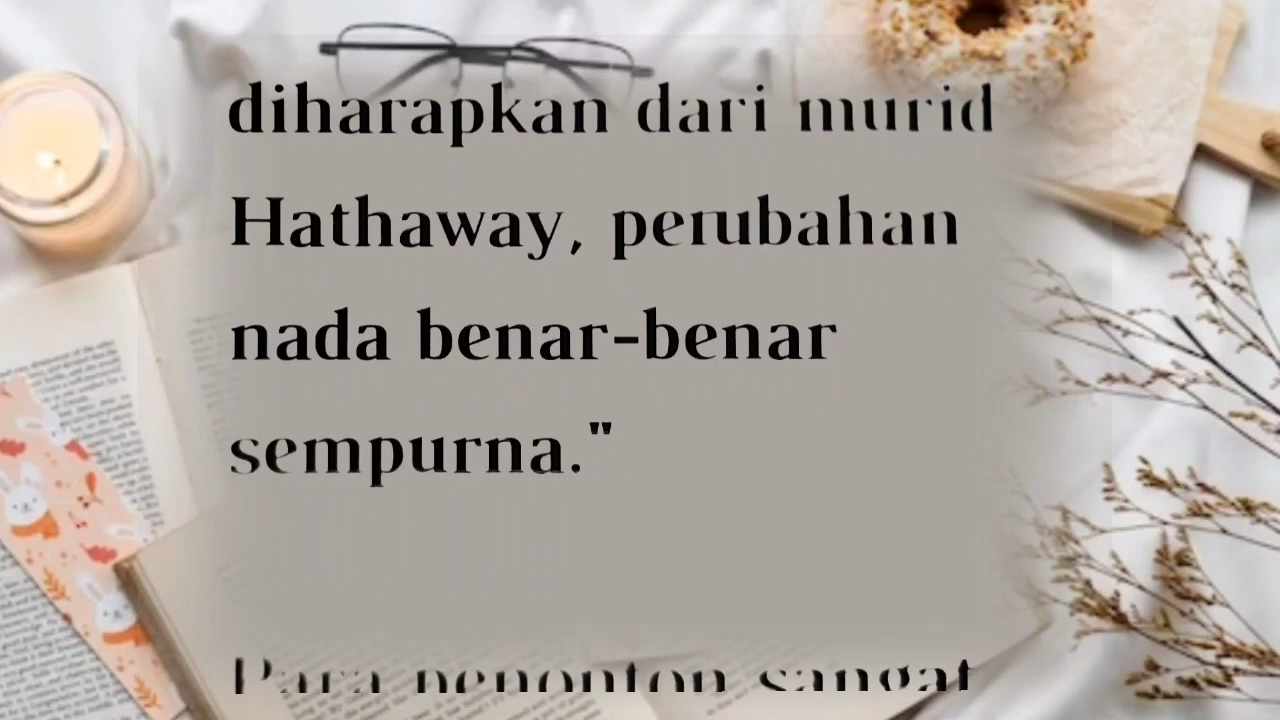 diharapkan dari murid
Hathaway, perubahan
nada benar-benar
sempurna."
Para penonton sangat